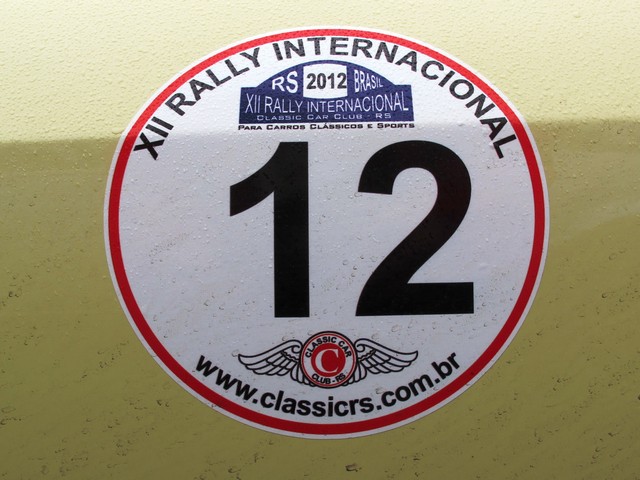 XII RALLY INTERNACIONAL
RS 2012 BRASIL
XII RALLY INTERNACIONAL
CLASSIC CAR CLUB - RS
PARA CARROS CLÁSSICOS E SPORTS
12
CLASSIC CAR
C
CLUB - RS
www.classicrs.com.br